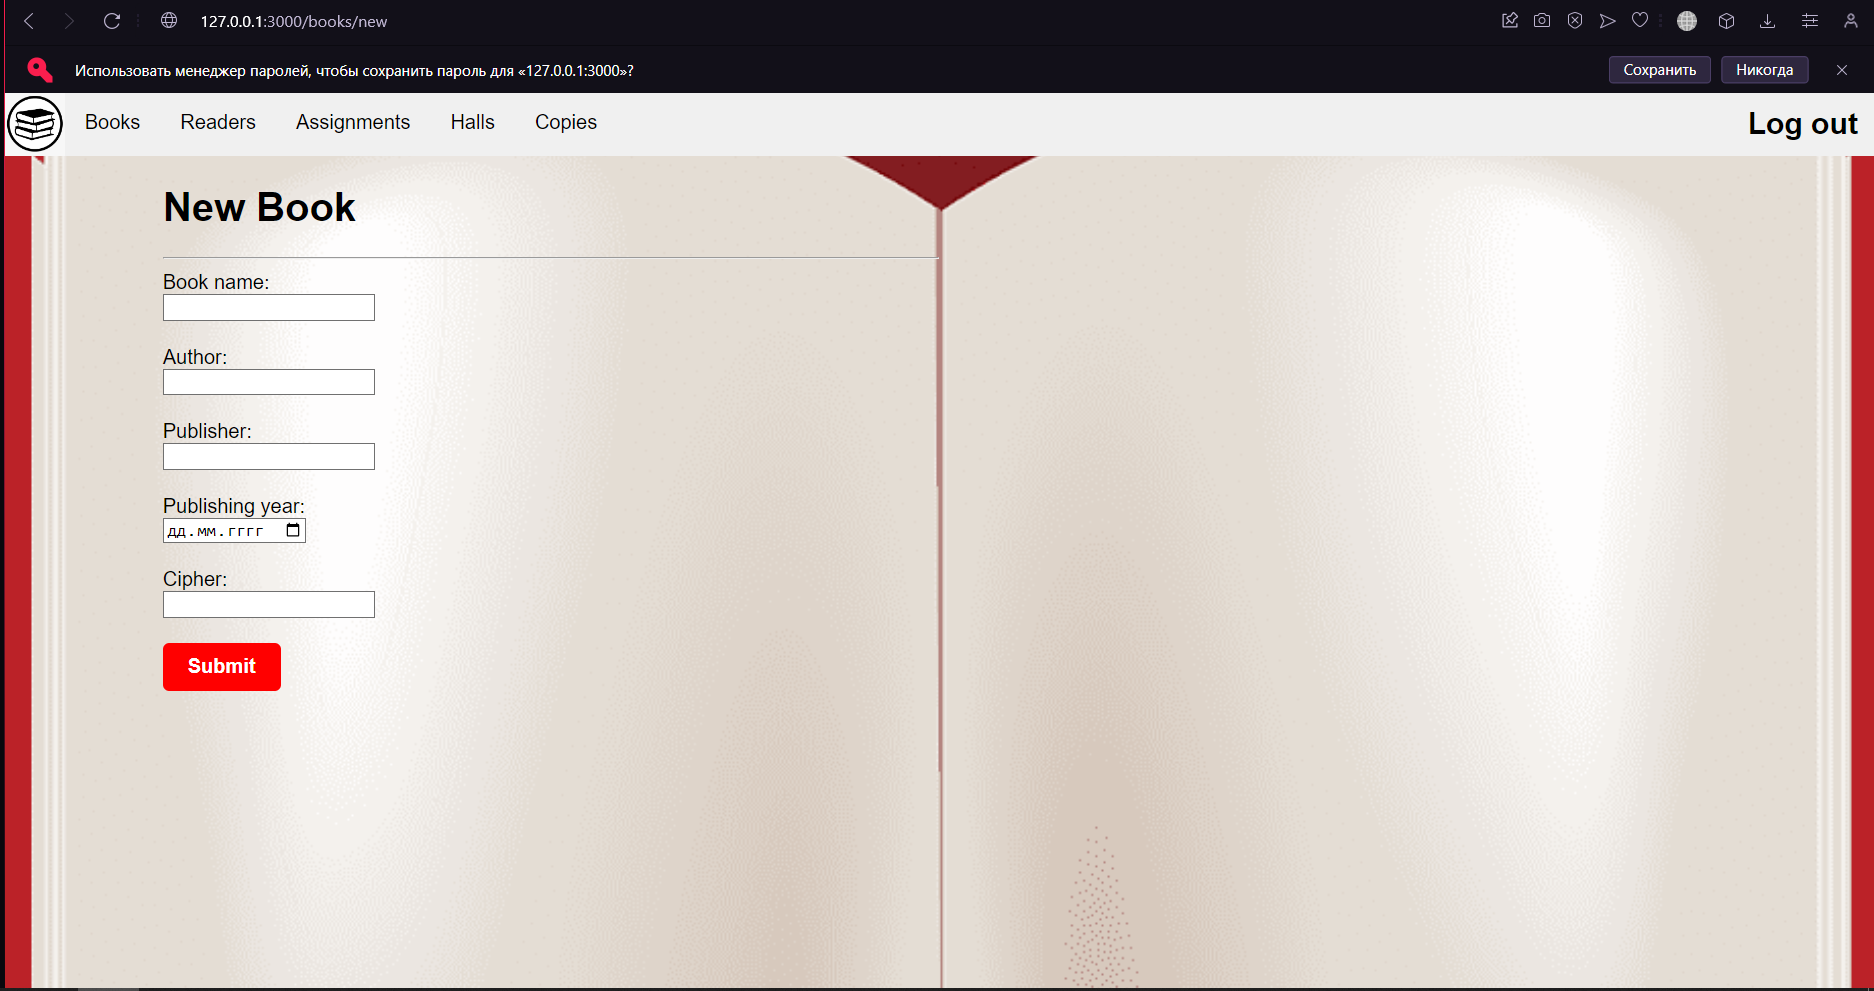 127.0.0.1:3000/books/new
Использовать менеджер паролей, чтобы сохранить пароль для «127.0.0.1:3000»?
Сохранить
Никогда
Books Readers Assignments Halls Copies Log out
New Book
Book name:
Author:
Publisher:
Publishing year:
дд.мм.гггг
Cipher:
Submit